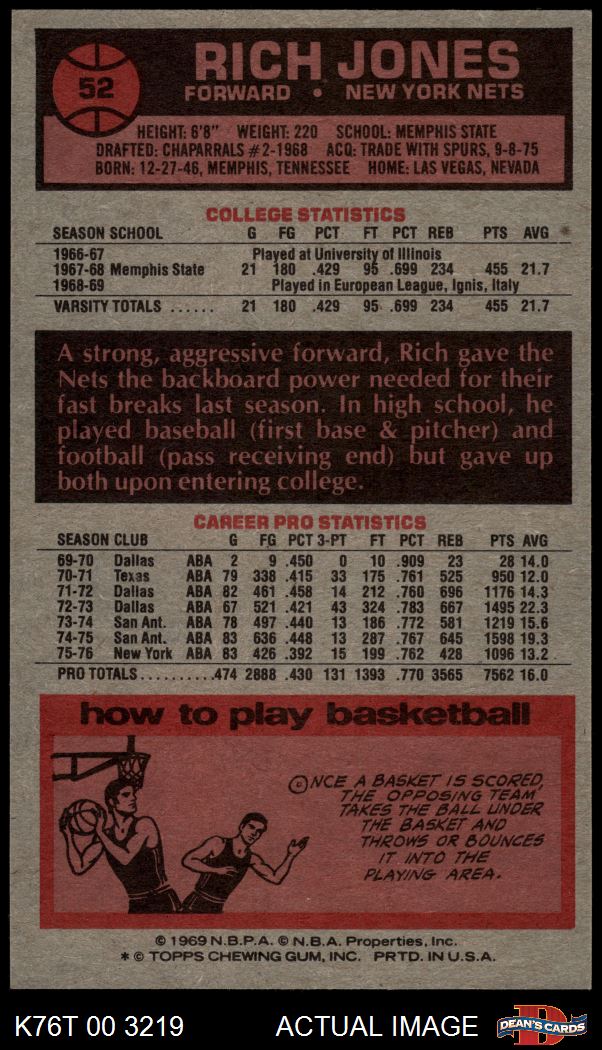 52
RICH JONES
FORWARD • NEW YORK NETS
HEIGHT: 6'8" WEIGHT: 220 SCHOOL: MEMPHIS STATE
DRAFTED: CHAPARRALS #2-1968 ACQ: TRADE WITH SPURS, 9-8-75
BORN: 12-27-46, MEMPHIS, TENNESSEE HOME: LAS VEGAS, NEVADA
COLLEGE STATISTICS
SEASON SCHOOL G FG PCT FT PCT REB PTS AVG
1966-67 Played at University of Illinois
1967-68 Memphis State 21 180 .429 95 .699 234 455 21.7
1968-69 Played in European League, Ignis, Italy
VARSITY TOTALS ...... 21 180 .429 95 .699 234 455 21.7
A strong, aggressive forward, Rich gave the
Nets the backboard power needed for their
fast breaks last season. In high school, he
played baseball (first base & pitcher) and
football (pass receiving end) but gave up
both upon entering college.
CAREER PRO STATISTICS
SEASON CLUB G FG PCT 3-PT FT PCT REB PTS AVG
69-70 Dallas ABA 2 9 .450 0 10 .909 23 28 14.0
70-71 Texas ABA 79 338 .415 33 175 .761 525 950 12.0
71-72 Dallas ABA 82 461 .458 14 212 .760 696 1176 14.3
72-73 Dallas ABA 67 521 .421 43 324 .783 667 1495 22.3
73-74 San Ant. ABA 78 497 .440 13 186 .772 581 1219 15.6
74-75 San Ant. ABA 83 636 .448 13 287 .767 645 1598 19.3
75-76 New York ABA 83 426 .392 15 199 .762 428 1096 13.2
PRO TOTALS..........474 2888 .430 131 1393 .770 3565 7562 16.0
how to play basketball
ONCE A BASKET IS SCORED,
THE OPPOSING TEAM
TAKES THE BALL UNDER
THE BASKET AND
THROWS OR BOUNCES
IT INTO THE
PLAYING AREA.
© 1969 N.B.P.A. © N.B.A. Properties, Inc.
* © TOPPS CHEWING GUM, INC. PRTD. IN U.S.A.
K76T 00 3219 ACTUAL IMAGE DEAN'S CARDS